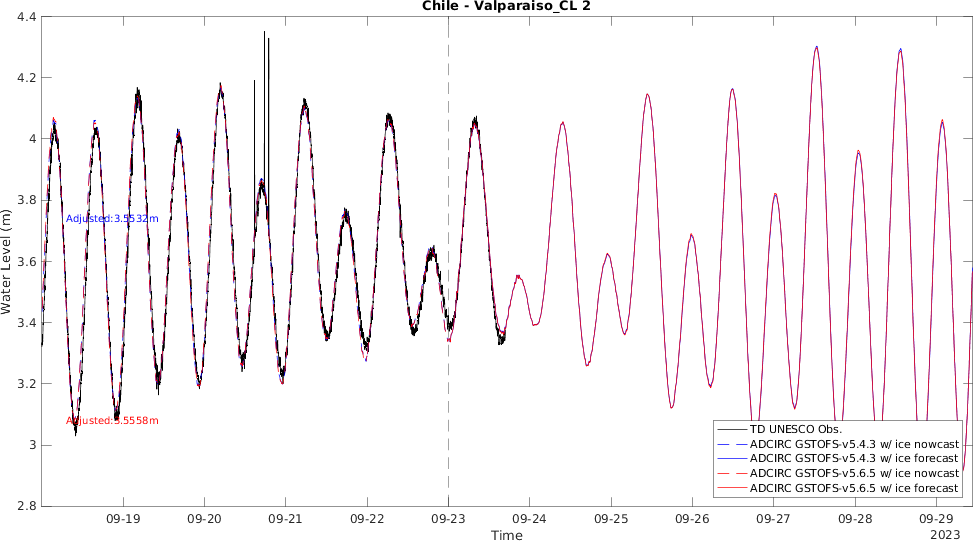 Chile - Valparaiso_CL 2
4.4
4.2
4
3.8
3.6
3.4
3.2
3
2.8
Water Level (m)
Adjusted:3.5532m
Adjusted:3.5558m
TD UNESCO Obs.
ADCIRC GSTOFS-v5.4.3 w/ ice nowcast
ADCIRC GSTOFS-v5.4.3 w/ ice forecast
ADCIRC GSTOFS-v5.6.5 w/ ice nowcast
ADCIRC GSTOFS-v5.6.5 w/ ice forecast
09-19 09-20 09-21 09-22 09-23 09-24 09-25 09-26 09-27 09-28 09-29
Time
2023